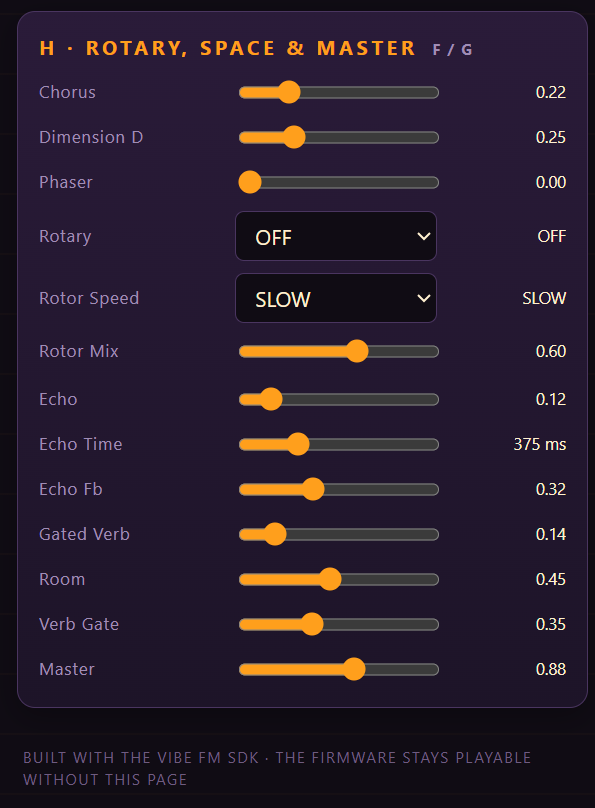 H · ROTARY, SPACE & MASTER F / G
Chorus 0.22
Dimension D 0.25
Phaser 0.00
Rotary OFF OFF
Rotor Speed SLOW SLOW
Rotor Mix 0.60
Echo 0.12
Echo Time 375 ms
Echo Fb 0.32
Gated Verb 0.14
Room 0.45
Verb Gate 0.35
Master 0.88
BUILT WITH THE VIBE FM SDK · THE FIRMWARE STAYS PLAYABLE
WITHOUT THIS PAGE